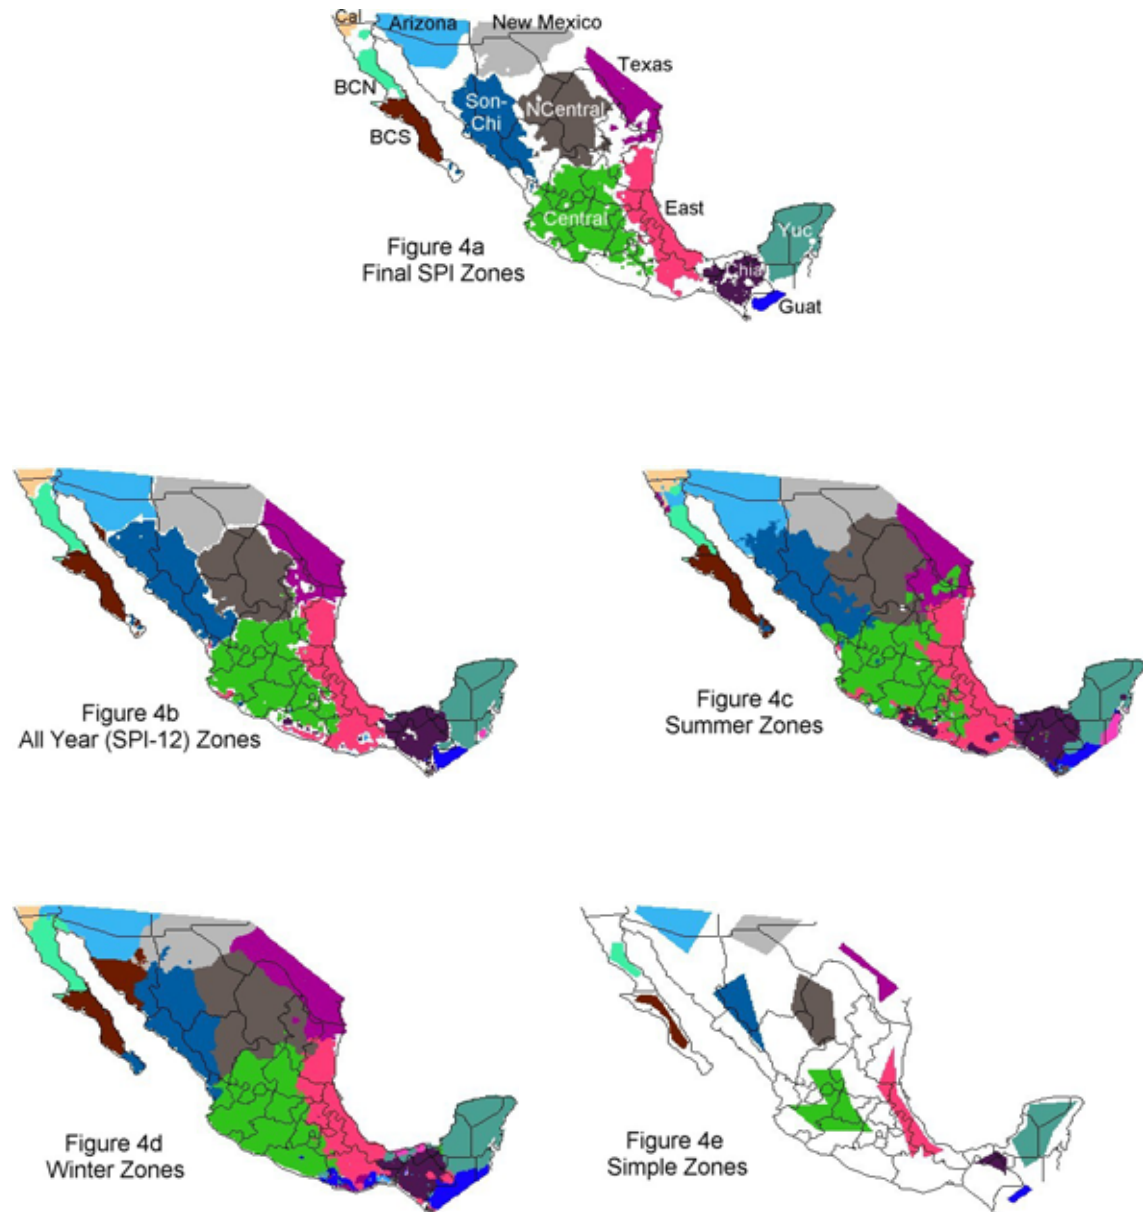 Cal
Arizona
New Mexico
Texas
BCN
Son-
Chi
NCentral
BCS
East
Central
Yuc
Figure 4a
Final SPI Zones
Chia
Guat
Figure 4b
All Year (SPI-12) Zones
Figure 4c
Summer Zones
Figure 4d
Winter Zones
Figure 4e
Simple Zones